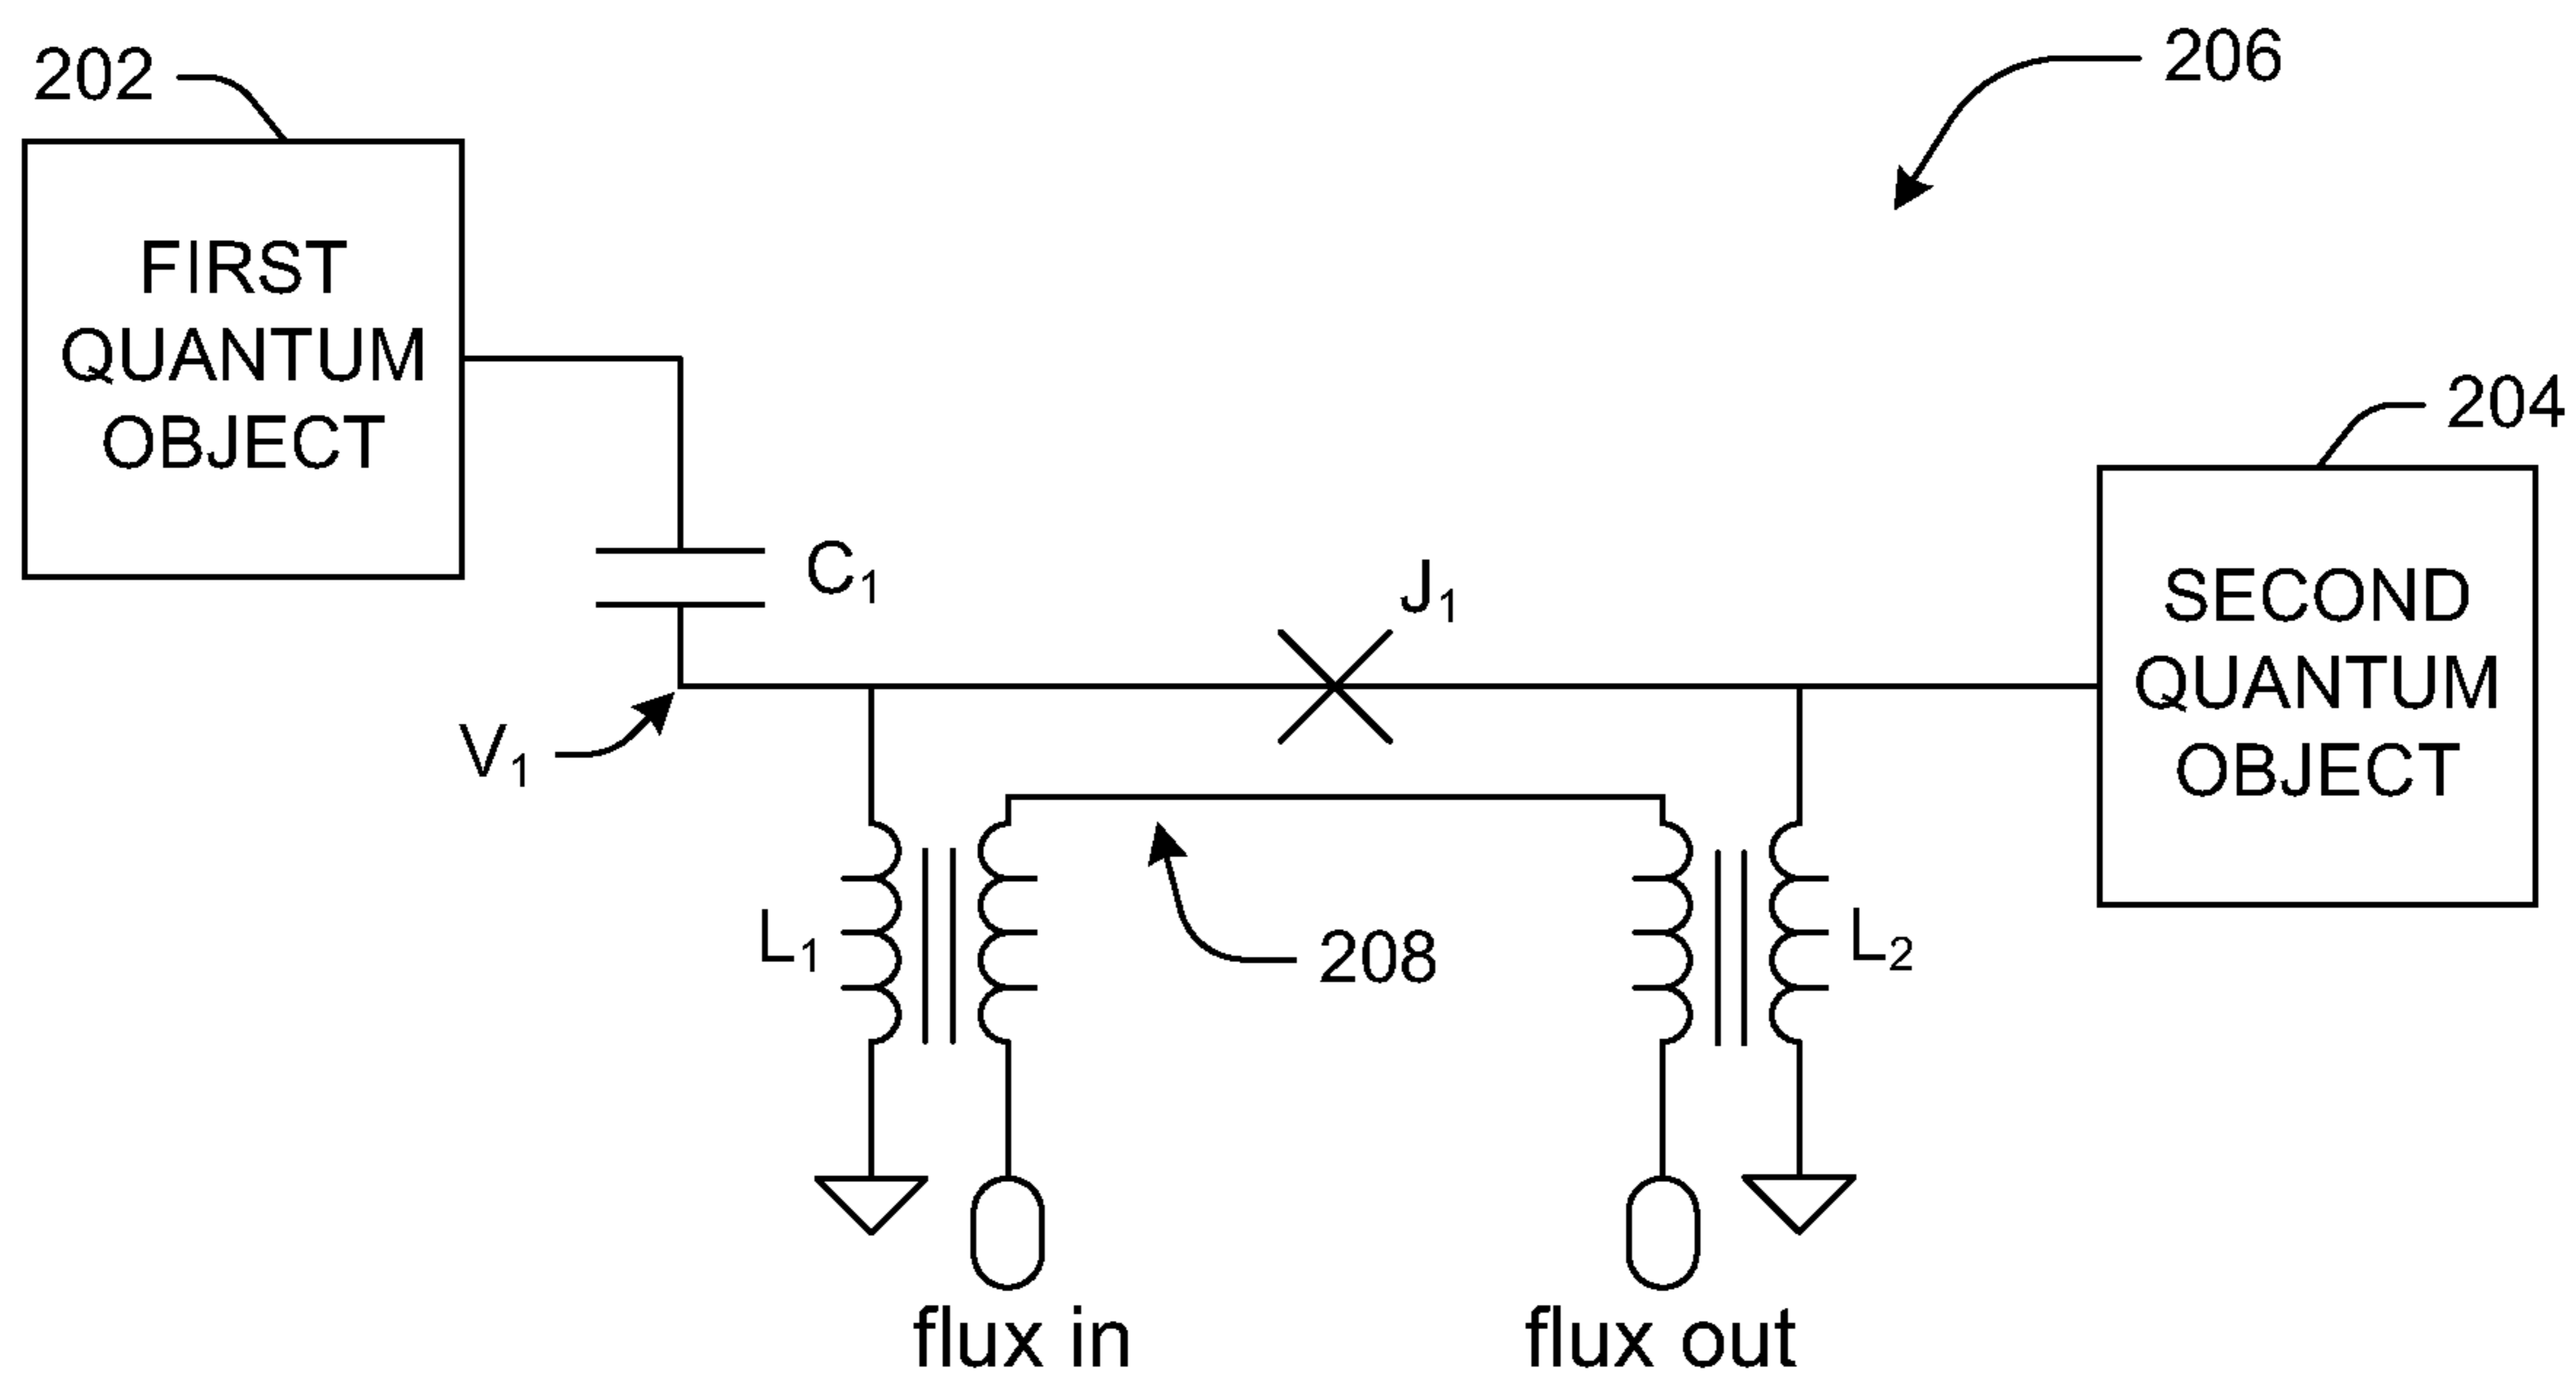 202
206
FIRST
QUANTUM
OBJECT
204
C₁
J₁
SECOND
QUANTUM
OBJECT
V₁
L₁
208
L₂
flux in
flux out